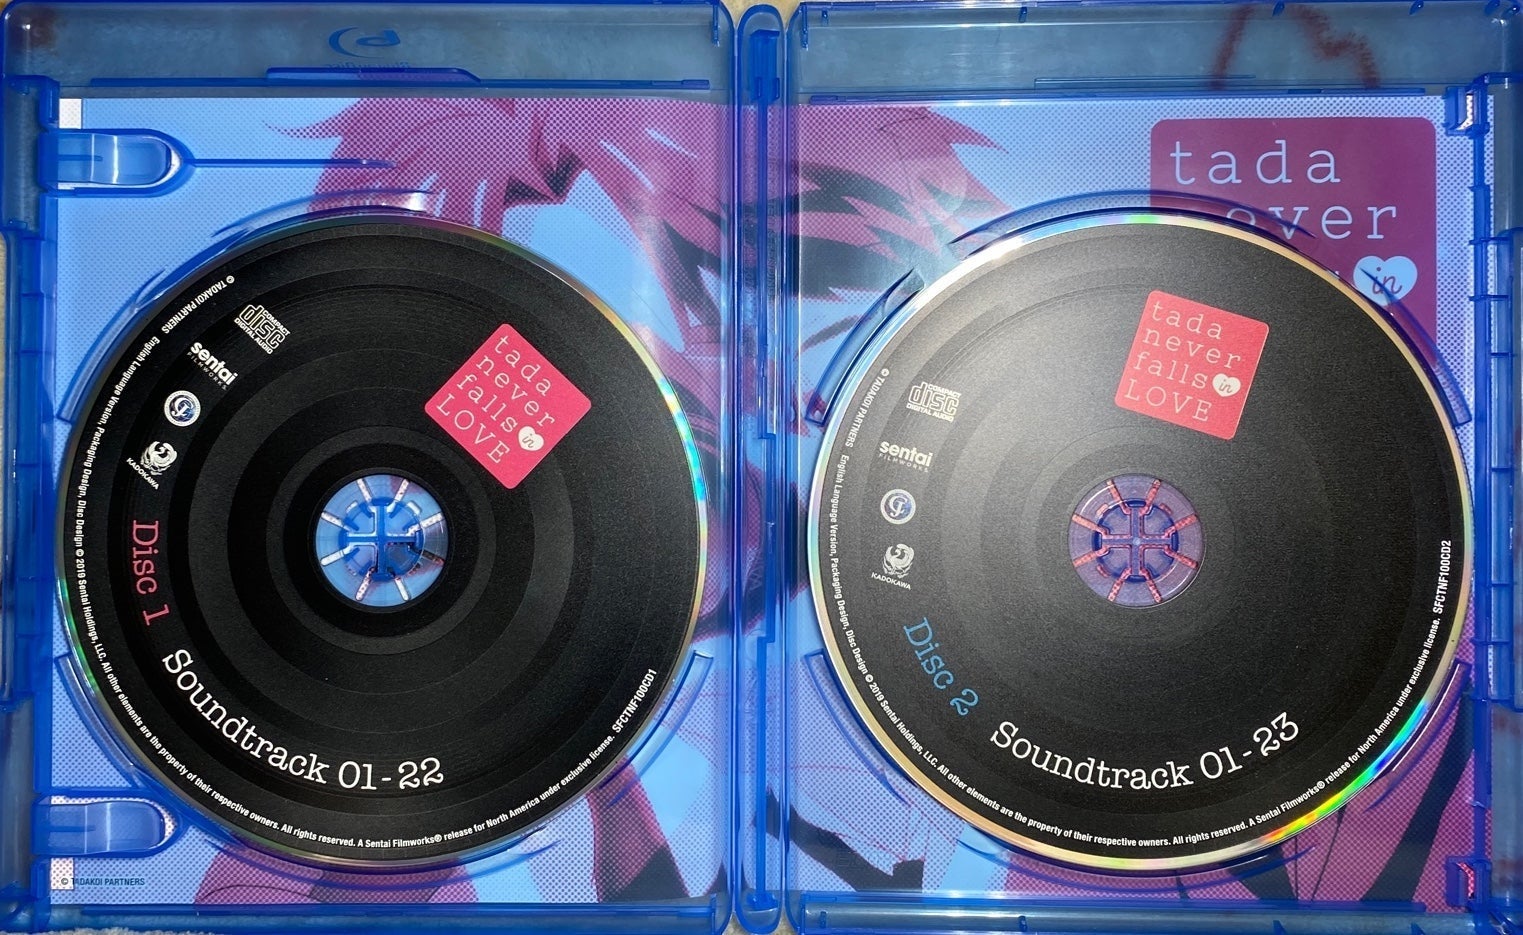 tada
never
in
© TADAKOI PARTNERS
COMPACT
disc
DIGITAL AUDIO
sentai
FILMWORKS
KADOKAWA
tada
never
falls in
LOVE
Disc 1
Soundtrack 01-22
© TADAKOI PARTNERS English Language Version, Packaging Design, Disc Design © 2019 Sentai Holdings, LLC. All other elements are the property of their respective owners. All rights reserved. A Sentai Filmworks® release for North America under exclusive license. SFCTNF100CD1
COMPACT
disc
DIGITAL AUDIO
sentai
FILMWORKS
KADOKAWA
tada
never
falls in
LOVE
Disc 2
Soundtrack 01-23
© TADAKOI PARTNERS English Language Version, Packaging Design, Disc Design © 2019 Sentai Holdings, LLC. All other elements are the property of their respective owners. All rights reserved. A Sentai Filmworks® release for North America under exclusive license. SFCTNF100CD2